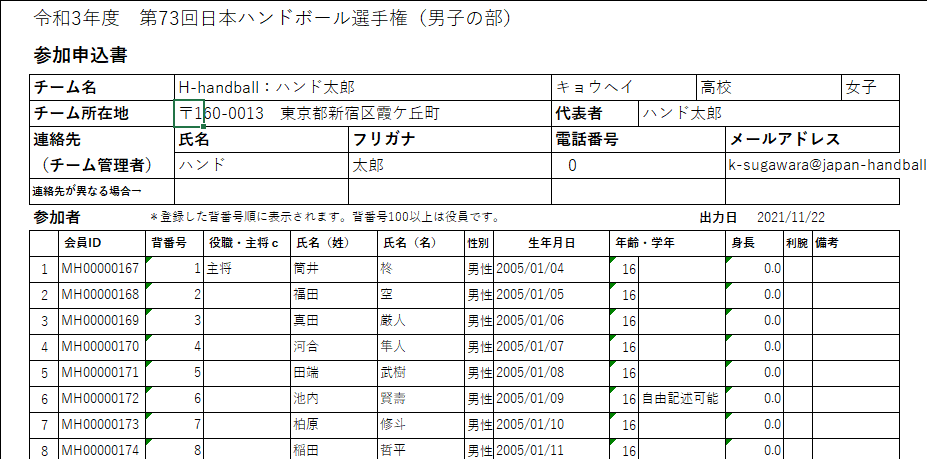 令和3年度　第73回日本ハンドボール選手権（男子の部）
参加申込書
チーム名 H-handball：ハンド太郎 キョウヘイ 高校 女子
チーム所在地 〒160-0013　東京都新宿区霞ケ丘町 代表者 ハンド太郎
連絡先 氏名 フリガナ 電話番号 メールアドレス
（チーム管理者） ハンド 太郎 0 k-sugawara@japan-handball
連絡先が異なる場合→
参加者 ＊登録した背番号順に表示されます。背番号100以上は役員です。 出力日 2021/11/22
会員ID 背番号 役職・主将ｃ 氏名（姓） 氏名（名） 性別 生年月日 年齢・学年 身長 利腕 備考
1 MH00000167 1 主将 筒井 柊 男性 2005/01/04 16 0.0
2 MH00000168 2 福田 空 男性 2005/01/05 16 0.0
3 MH00000169 3 真田 厳人 男性 2005/01/06 16 0.0
4 MH00000170 4 河合 隼人 男性 2005/01/07 16 0.0
5 MH00000171 5 田端 武樹 男性 2005/01/08 16 0.0
6 MH00000172 6 池内 賢壽 男性 2005/01/09 16 自由記述可能 0.0
7 MH00000173 7 柏原 修斗 男性 2005/01/10 16 0.0
8 MH00000174 8 稲田 哲平 男性 2005/01/11 16 0.0